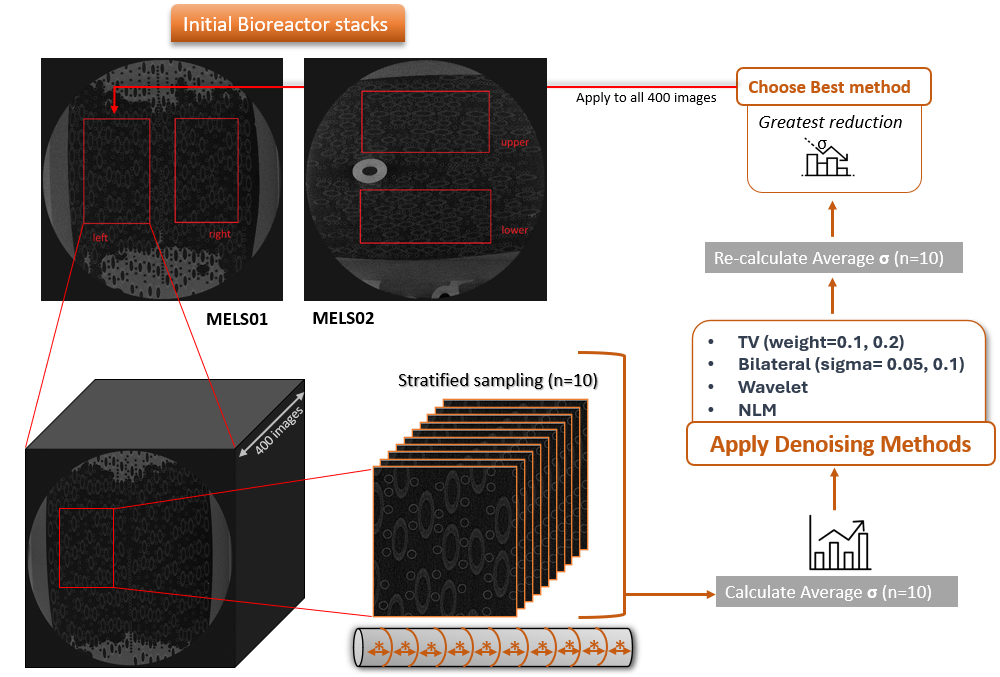 Initial Bioreactor stacks
Choose Best method
Apply to all 400 images
Greatest reduction
σ
upper
lower
left
right
MELS01
MELS02
Re-calculate Average σ (n=10)
• TV (weight=0.1, 0.2)
• Bilateral (sigma= 0.05, 0.1)
• Wavelet
• NLM
Apply Denoising Methods
Stratified sampling (n=10)
400 images
Calculate Average σ (n=10)